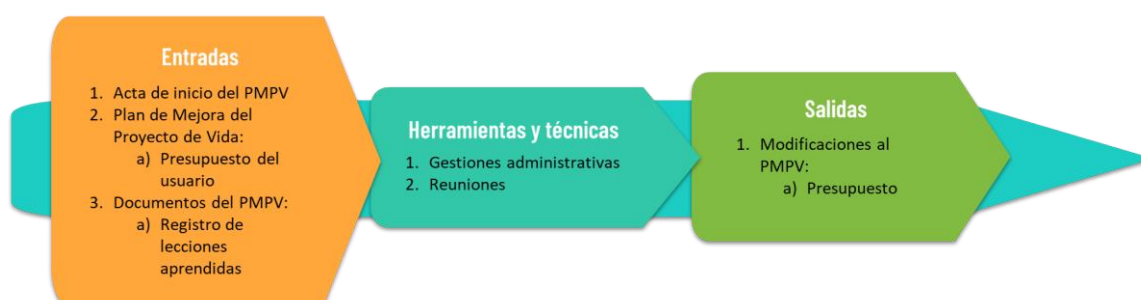 Entradas
1. Acta de inicio del PMPV
2. Plan de Mejora del
Proyecto de Vida:
a) Presupuesto del
usuario
3. Documentos del PMPV:
a) Registro de
lecciones
aprendidas
Herramientas y técnicas
1. Gestiones administrativas
2. Reuniones
Salidas
1. Modificaciones al
PMPV:
a) Presupuesto